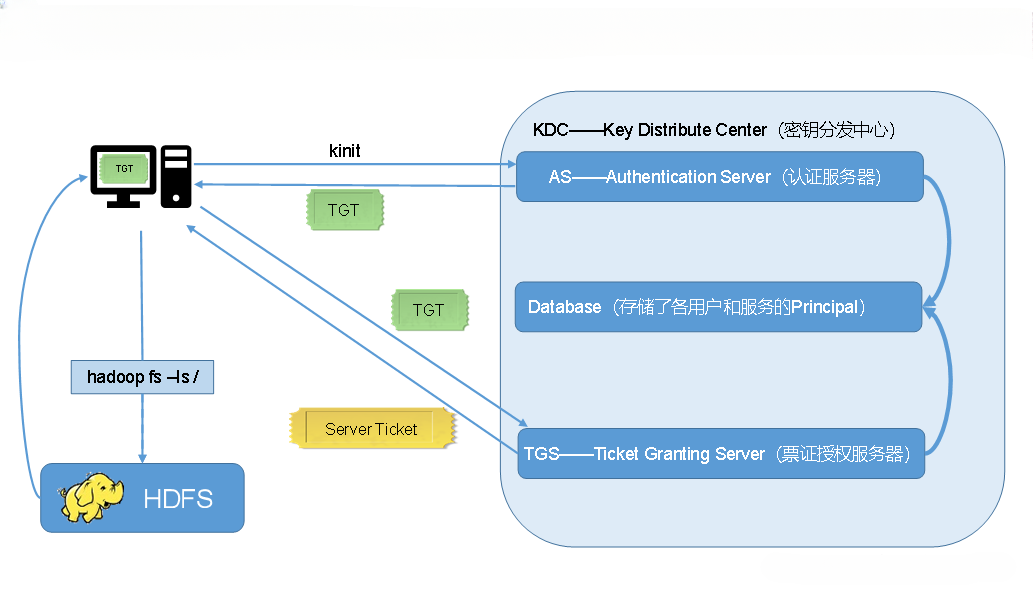 KDC——Key Distribute Center（密钥分发中心）
kinit
TGT
AS——Authentication Server（认证服务器）
TGT
TGT
Database（存储了各用户和服务的Principal）
hadoop fs –ls /
Server Ticket
TGS——Ticket Granting Server（票证授权服务器）
HDFS